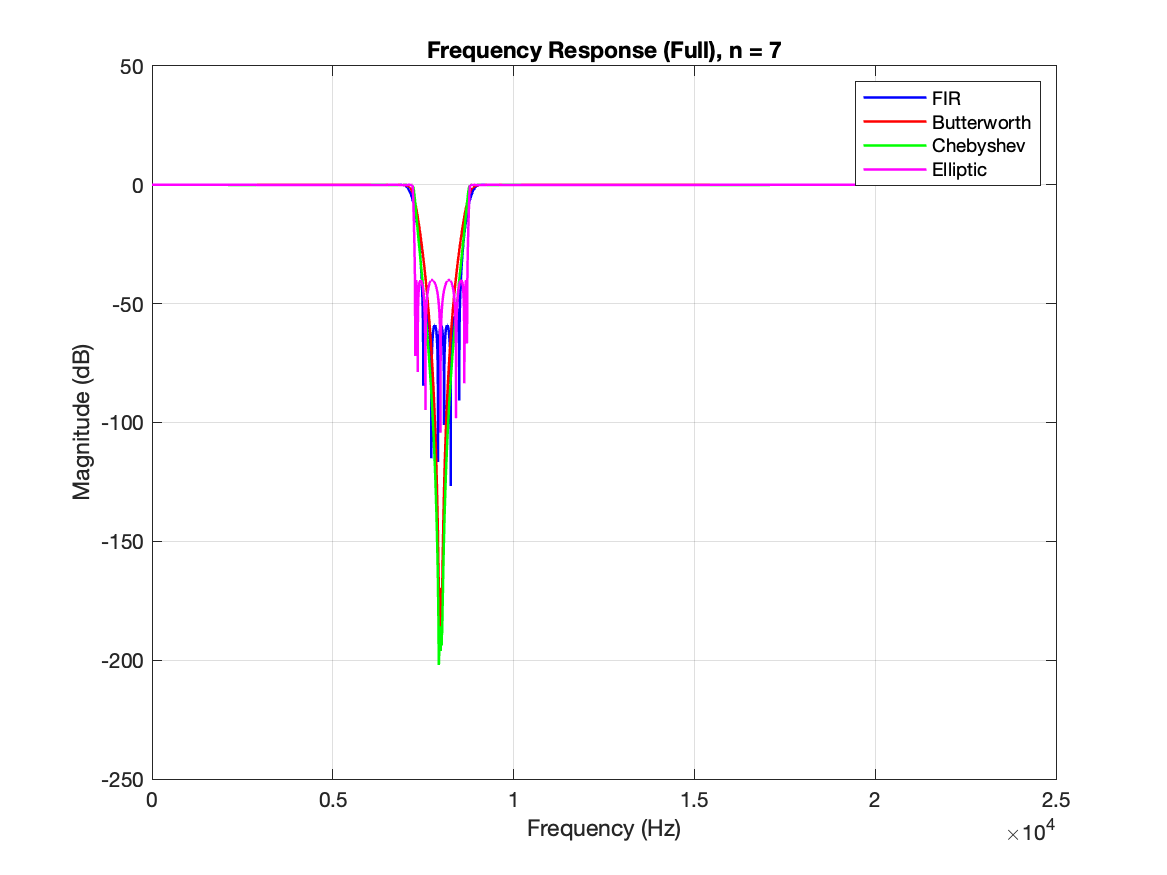 Frequency Response (Full), n = 7
50
0
-50
-100
-150
-200
-250
Magnitude (dB)
FIR
Butterworth
Chebyshev
Elliptic
0 0.5 1 1.5 2 2.5
Frequency (Hz)
×10^4